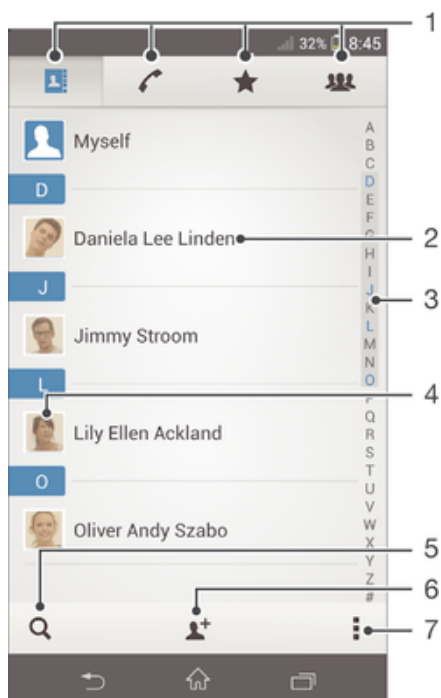 1
32% 8:45
Myself
D
Daniela Lee Linden
2
J
3
Jimmy Stroom
L
4
Lily Ellen Ackland
O
Oliver Andy Szabo
A
B
C
D
E
F
G
H
I
J
K
L
M
N
O
P
Q
R
S
T
U
V
W
X
Y
Z
#
5
6
7